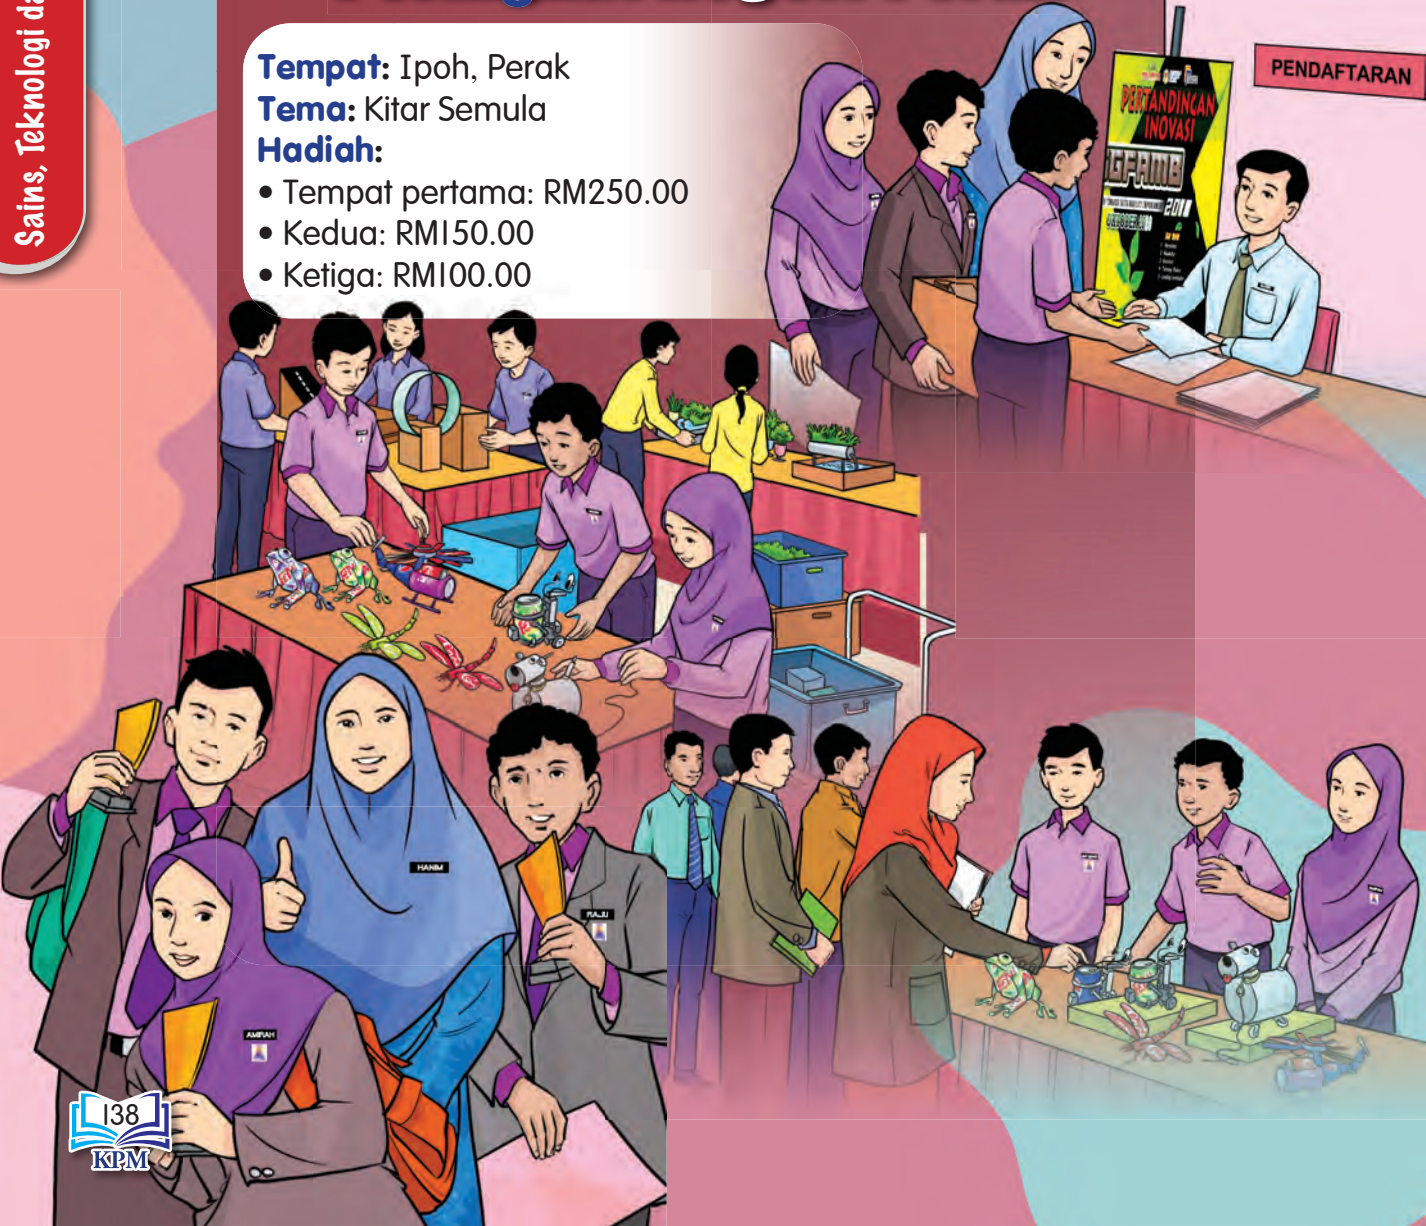 Sains, Teknologi da
Tempat: Ipoh, Perak
Tema: Kitar Semula
Hadiah:
• Tempat pertama: RM250.00
• Kedua: RM150.00
• Ketiga: RM100.00
PENDAFTARAN
PERTANDINGAN
INOVASI
HANIM
RAJU
AMIRAH
138
KPM